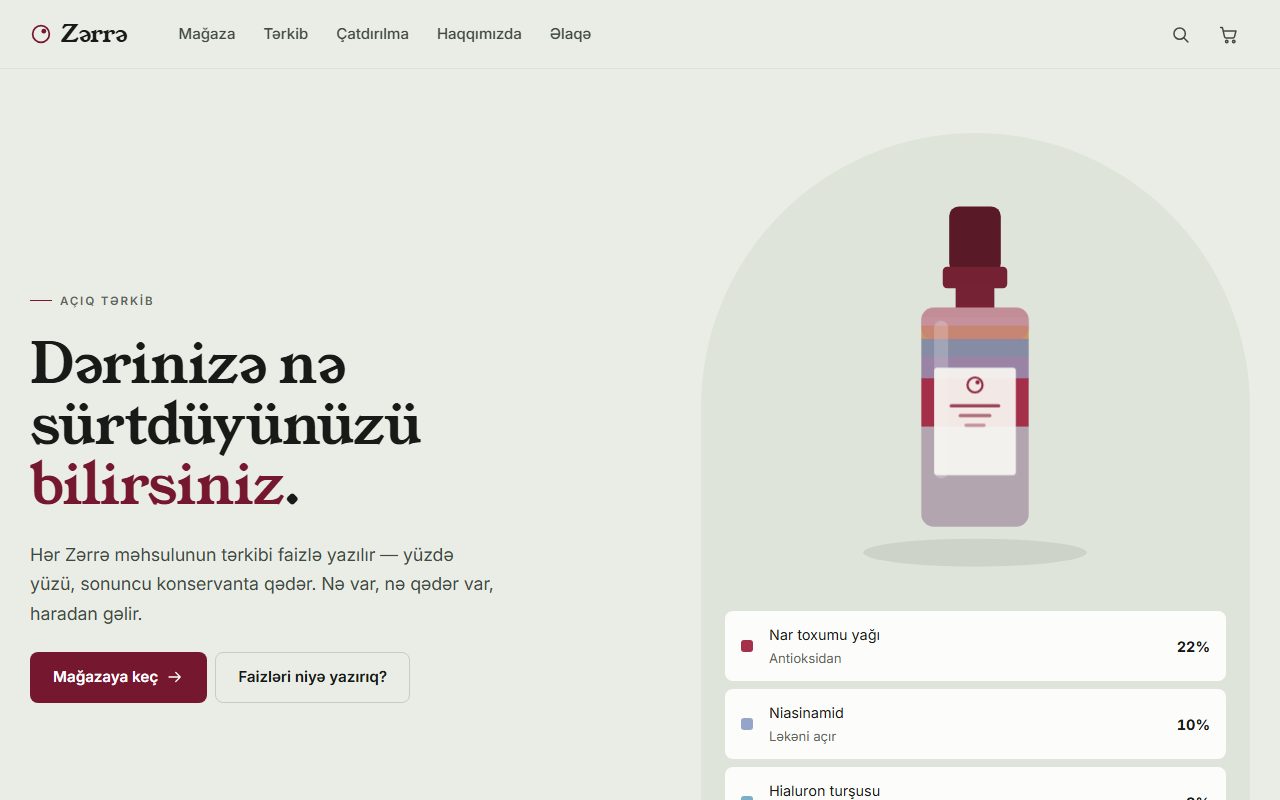 Zərrə
Mağaza
Tərkib
Çatdırılma
Haqqımızda
Əlaqə
AÇIQ TƏRKİB
Dərinizə nə
sürtdüyünüzü
bilirsiniz.
Hər Zərrə məhsulunun tərkibi faizlə yazılır — yüzdə
yüzü, sonuncu konservanta qədər. Nə var, nə qədər var,
haradan gəlir.
Mağazaya keç →
Faizləri niyə yazırıq?
Nar toxumu yağı
Antioksidan
22%
Niasinamid
Ləkəni açır
10%
Hialuron turşusu